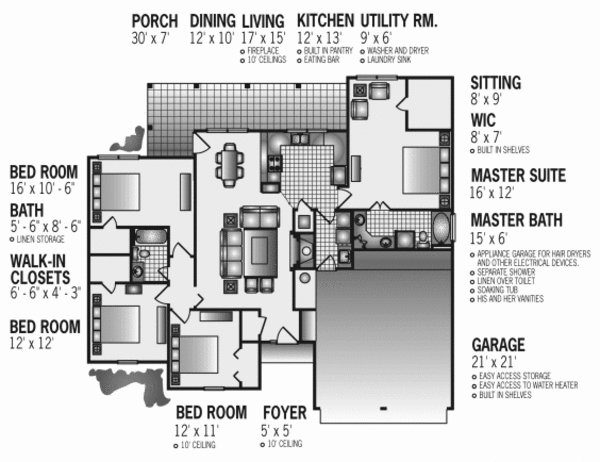 PORCH
30' x 7'
DINING
12' x 10'
LIVING
17' x 15'
FIREPLACE
10' CEILINGS
KITCHEN
12' x 13'
BUILT IN PANTRY
EATING BAR
UTILITY RM.
9' x 6'
WASHER AND DRYER
LAUNDRY SINK
SITTING
8' x 9'
WIC
8' x 7'
BUILT IN SHELVES
MASTER SUITE
16' x 12'
MASTER BATH
15' x 6'
APPLIANCE GARAGE FOR HAIR DRYERS
AND OTHER ELECTRICAL DEVICES.
SEPARATE SHOWER
LINEN OVER TOILET
SOAKING TUB
HIS AND HER VANITIES
GARAGE
21' x 21'
EASY ACCESS STORAGE
EASY ACCESS TO WATER HEATER
BUILT IN SHELVES
BED ROOM
16' x 10' - 6"
BATH
5' - 6" x 8' - 6"
LINEN STORAGE
WALK-IN
CLOSETS
6' - 6" x 4' - 3"
BED ROOM
12' x 12'
BED ROOM
12' x 11'
10' CEILING
FOYER
5' x 5'
10' CEILING